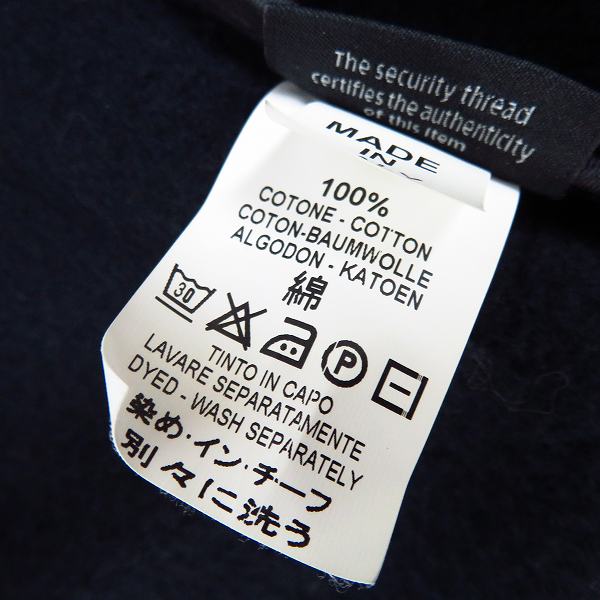 The security thread
certifies the authenticity
of this item
MADE
IN
100%
COTONE - COTTON
COTON-BAUMWOLLE
ALGODON - KATOEN
綿
30 P
TINTO IN CAPO
LAVARE SEPARATAMENTE
DYED - WASH SEPARATELY
染め・イン・チーフ
別々に洗う